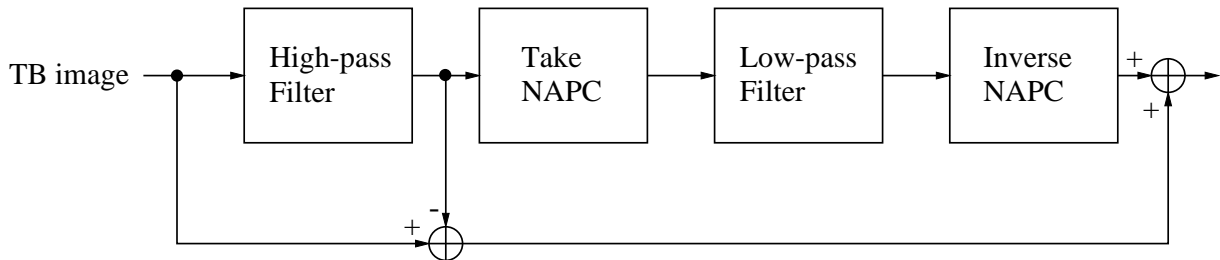 TB image
High-pass
Filter
Take
NAPC
Low-pass
Filter
Inverse
NAPC
+
+
-
+